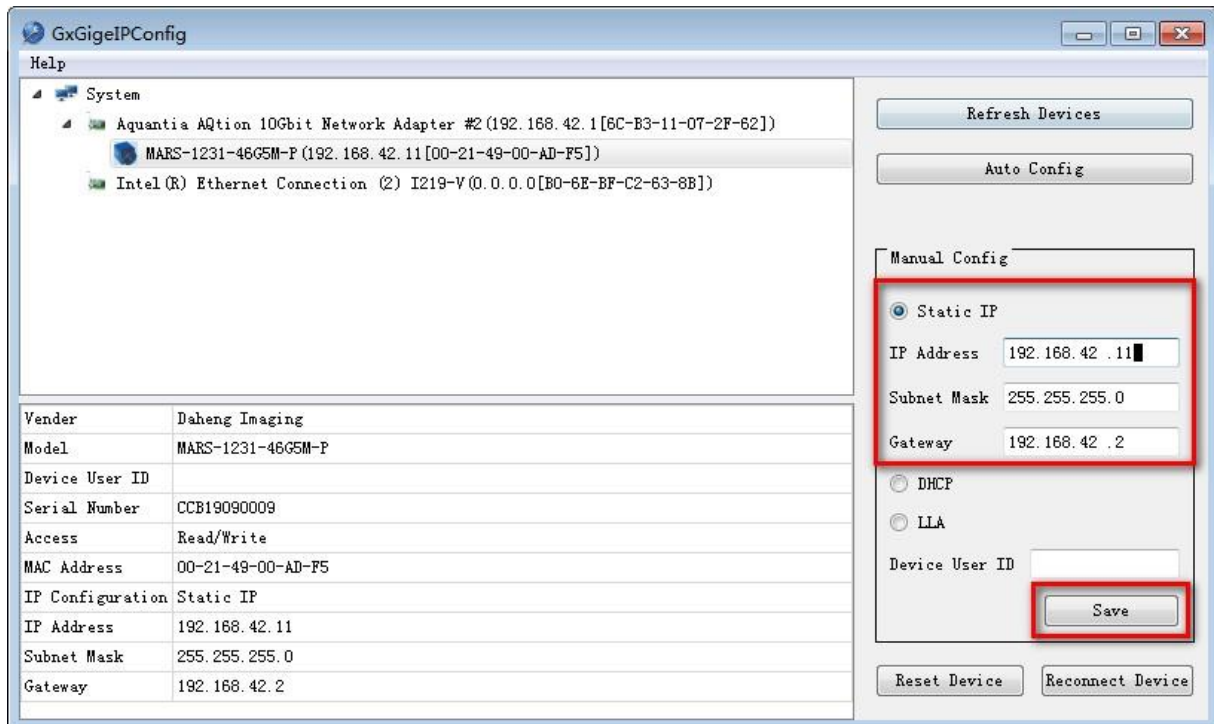 GxGigeIPConfig
Help
System
Aquantia AQtion 10Gbit Network Adapter #2(192.168.42.1[6C-B3-11-07-2F-62])
MARS-1231-46G5M-P(192.168.42.11[00-21-49-00-AD-F5])
Intel(R) Ethernet Connection (2) I219-V(0.0.0.0[B0-6E-BF-C2-63-8B])
Vender Daheng Imaging
Model MARS-1231-46G5M-P
Device User ID
Serial Number CCB19090009
Access Read/Write
MAC Address 00-21-49-00-AD-F5
IP Configuration Static IP
IP Address 192.168.42.11
Subnet Mask 255.255.255.0
Gateway 192.168.42.2
Refresh Devices
Auto Config
Manual Config
Static IP
IP Address 192.168.42 .11
Subnet Mask 255.255.255.0
Gateway 192.168.42 .2
DHCP
LLA
Device User ID
Save
Reset Device Reconnect Device